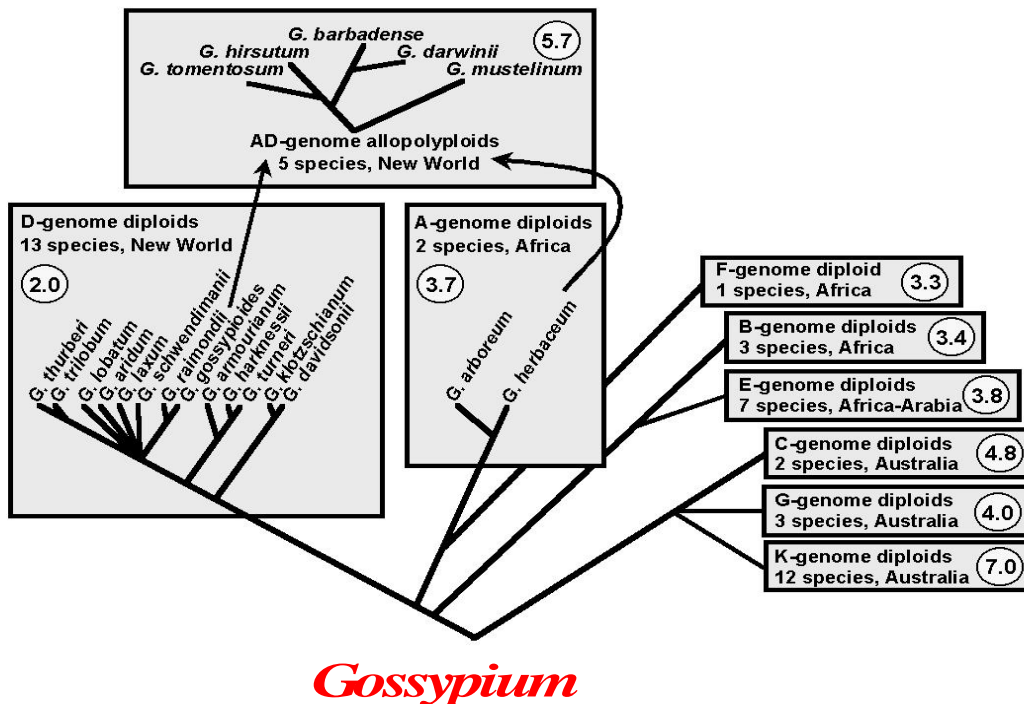 G. barbadense
5.7
G. hirsutum
G. darwinii
G. tomentosum
G. mustelinum
AD-genome allopolyploids
5 species, New World
D-genome diploids
13 species, New World
2.0
G. thurberi
G. trilobum
G. lobatum
G. aridum
G. laxum
G. schwendimanii
G. raimondii
G. gossyploides
G. armourianum
G. harknessii
G. turneri
G. klotzschianum
G. davidsonii
A-genome diploids
2 species, Africa
3.7
G. arboreum
G. herbaceum
F-genome diploid
1 species, Africa
3.3
B-genome diploids
3 species, Africa
3.4
E-genome diploids
7 species, Africa-Arabia
3.8
C-genome diploids
2 species, Australia
4.8
G-genome diploids
3 species, Australia
4.0
K-genome diploids
12 species, Australia
7.0
Gossypium